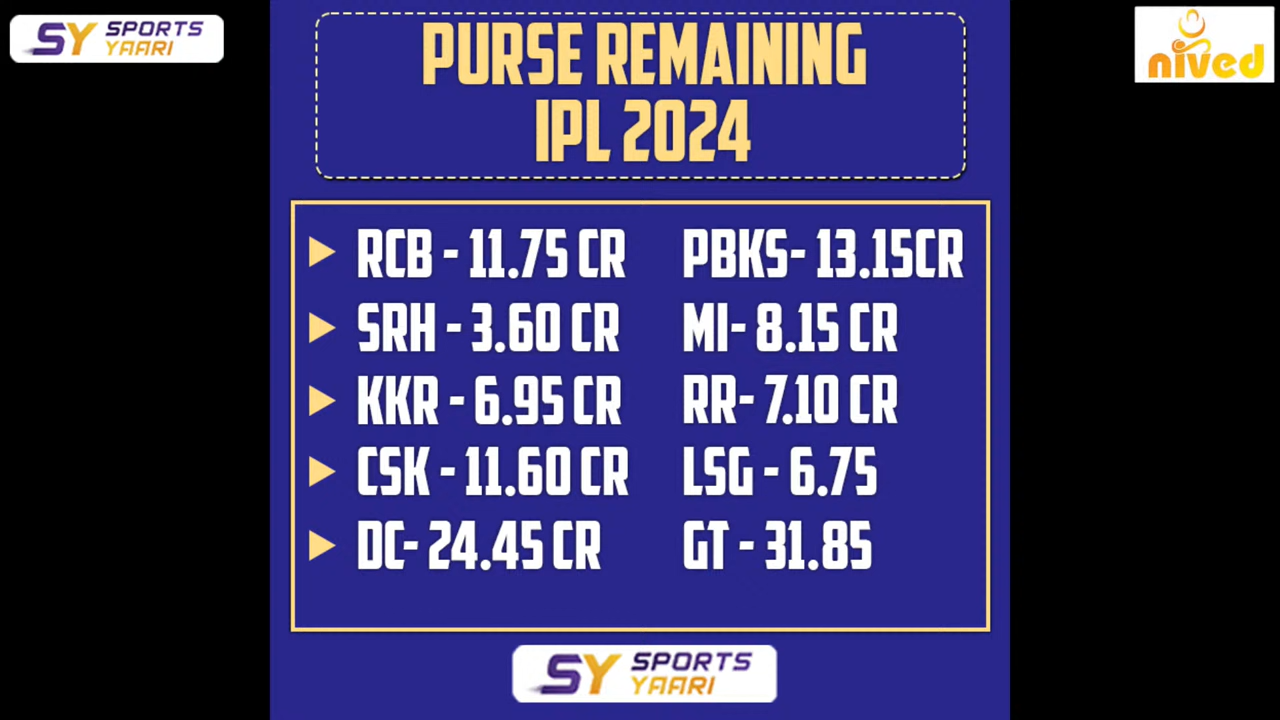 SY SPORTS YAARI
nived
PURSE REMAINING
IPL 2024
RCB - 11.75 CR
PBKS- 13.15CR
SRH - 3.60 CR
MI- 8.15 CR
KKR - 6.95 CR
RR- 7.10 CR
CSK - 11.60 CR
LSG - 6.75
DC- 24.45 CR
GT - 31.85
SY SPORTS YAARI